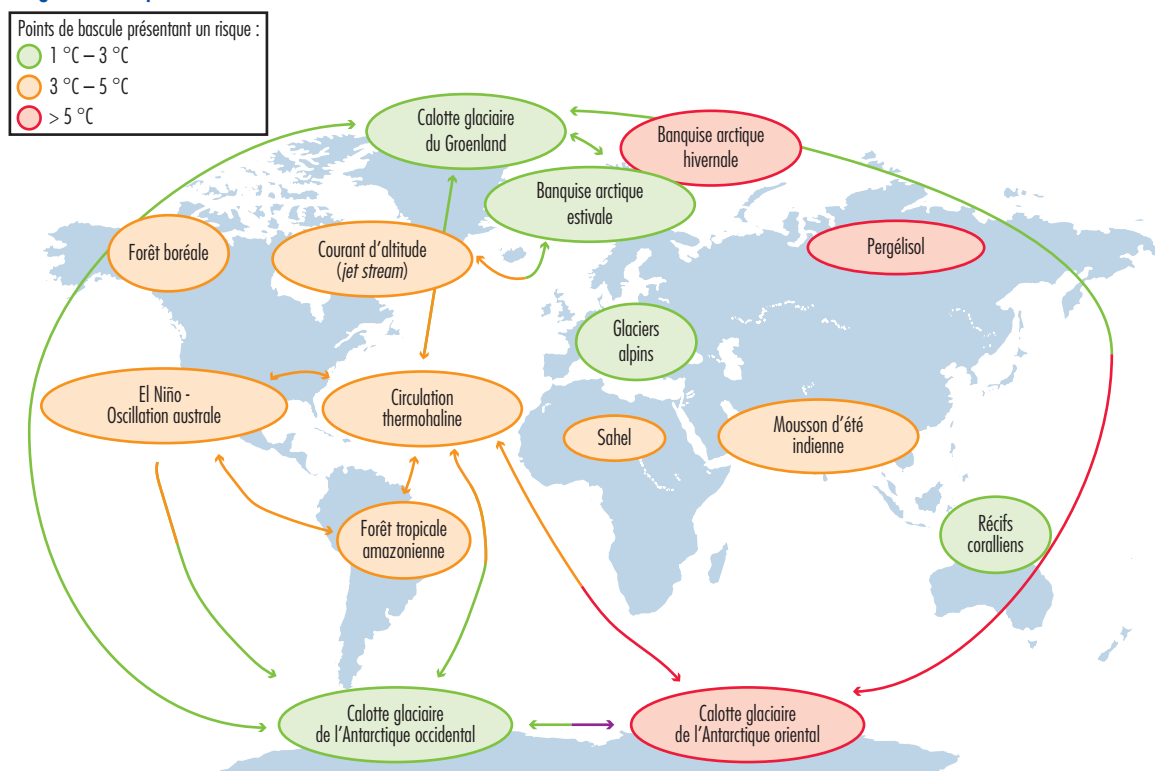 Points de bascule présentant un risque :
1 °C – 3 °C
3 °C – 5 °C
> 5 °C
Calotte glaciaire
du Groenland
Banquise arctique
hivernale
Banquise arctique
estivale
Forêt boréale
Courant d'altitude
(jet stream)
Pergélisol
Glaciers
alpins
El Niño -
Oscillation australe
Circulation
thermohaline
Sahel
Mousson d'été
indienne
Forêt tropicale
amazonienne
Récifs
coralliens
Calotte glaciaire
de l'Antarctique occidental
Calotte glaciaire
de l'Antarctique oriental